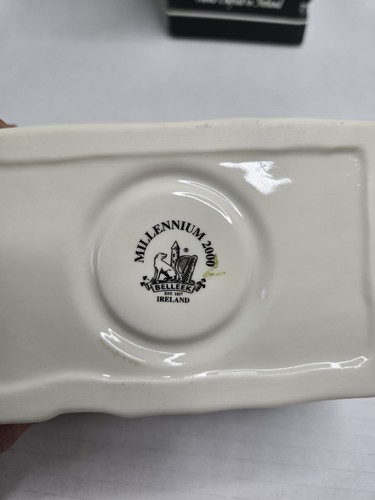 MILLENNIUM 2000
®
BELLEEK
EST. 1857
IRELAND